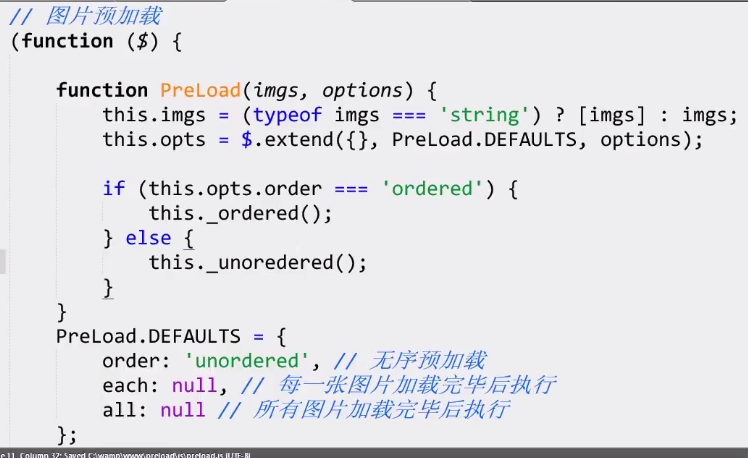 // 图片预加载
(function ($) {
function PreLoad(imgs, options) {
this.imgs = (typeof imgs === 'string') ? [imgs] : imgs;
this.opts = $.extend({}, PreLoad.DEFAULTS, options);
if (this.opts.order === 'ordered') {
this._ordered();
} else {
this._unoredered();
}
}
PreLoad.DEFAULTS = {
order: 'unordered', // 无序预加载
each: null, // 每一张图片加载完毕后执行
all: null // 所有图片加载完毕后执行
};
e 11, Column 32; Saved C:\wamp\www\preload\js\preload.js (UTF-8)